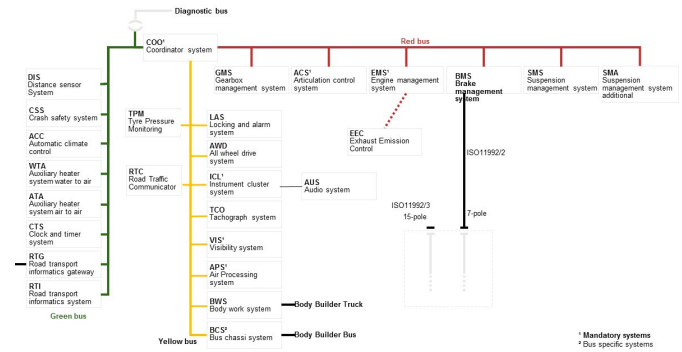 Diagnostic bus
COO¹
Coordinator system
Red bus
GMS
Gearbox
management system
ACS¹
Articulation control
system
EMS¹
Engine management
system
BMS
Brake
management
system
SMS
Suspension
management system
SMA
Suspension
management system
additional
DIS
Distance sensor
System
CSS
Crash safety system
ACC
Automatic climate
control
WTA
Auxiliary heater
system water to air
ATA
Auxiliary heater
system air to air
CTS
Clock and timer
system
RTG
Road transport
informatics gateway
RTI
Road transport
informatics system
Green bus
TPM
Tyre Pressure
Monitoring
RTC
Road Traffic
Communicator
LAS
Locking and alarm
system
AWD
All wheel drive
system
ICL¹
Instrument cluster
system
TCO
Tachograph system
VIS¹
Visibility system
APS¹
Air Processing
system
BWS
Body work system
BCS²
Bus chassi system
Yellow bus
AUS
Audio system
Body Builder Truck
Body Builder Bus
EEC
Exhaust Emission
Control
ISO11992/2
ISO11992/3
15-pole
7-pole
¹ Mandatory systems
² Bus specific systems